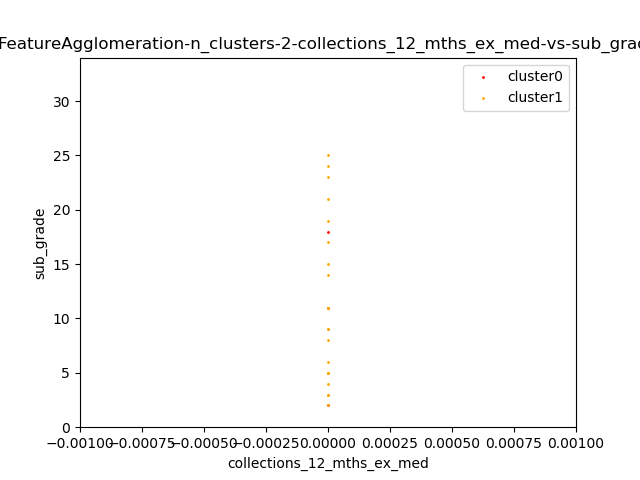 FeatureAgglomeration-n_clusters-2-collections_12_mths_ex_med-vs-sub_grad
cluster0
cluster1
30
25
20
15
10
5
0
sub_grade
−0.00100 −0.00075 −0.00050 −0.00025 0.00000 0.00025 0.00050 0.00075 0.00100
collections_12_mths_ex_med